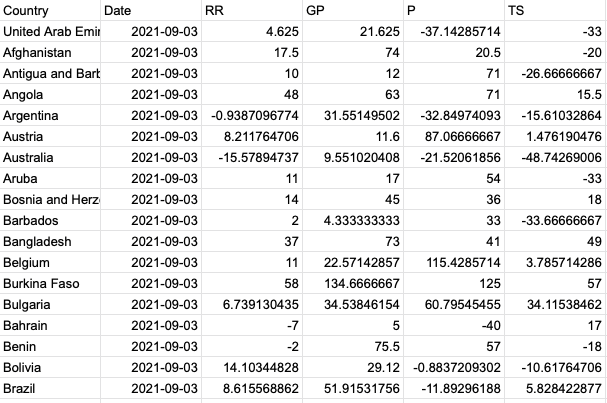 Country Date RR GP P TS
United Arab Emir 2021-09-03 4.625 21.625 -37.14285714 -33
Afghanistan 2021-09-03 17.5 74 20.5 -20
Antigua and Barb 2021-09-03 10 12 71 -26.66666667
Angola 2021-09-03 48 63 71 15.5
Argentina 2021-09-03 -0.9387096774 31.55149502 -32.84974093 -15.61032864
Austria 2021-09-03 8.211764706 11.6 87.06666667 1.476190476
Australia 2021-09-03 -15.57894737 9.551020408 -21.52061856 -48.74269006
Aruba 2021-09-03 11 17 54 -33
Bosnia and Herze 2021-09-03 14 45 36 18
Barbados 2021-09-03 2 4.333333333 33 -33.66666667
Bangladesh 2021-09-03 37 73 41 49
Belgium 2021-09-03 11 22.57142857 115.4285714 3.785714286
Burkina Faso 2021-09-03 58 134.6666667 125 57
Bulgaria 2021-09-03 6.739130435 34.53846154 60.79545455 34.11538462
Bahrain 2021-09-03 -7 5 -40 17
Benin 2021-09-03 -2 75.5 57 -18
Bolivia 2021-09-03 14.10344828 29.12 -0.8837209302 -10.61764706
Brazil 2021-09-03 8.615568862 51.91531756 -11.89296188 5.828422877